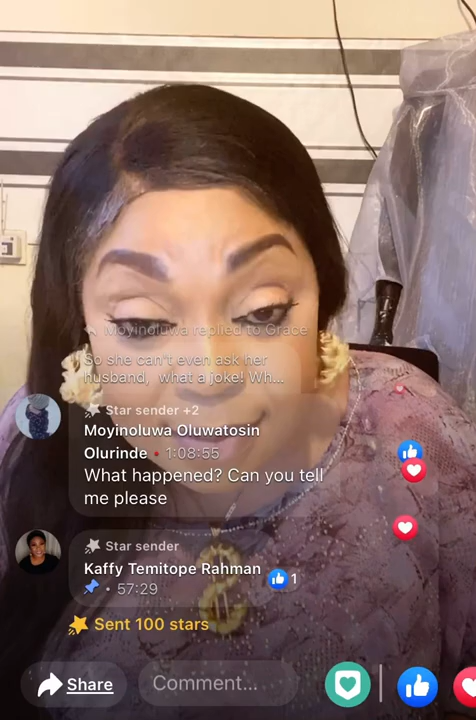 Moyinoluwa replied to Grace
So she can't even ask her
husband, what a joke! Wh...
Star sender +2
Moyinoluwa Oluwatosin
Olurinde • 1:08:55
What happened? Can you tell
me please
Star sender
Kaffy Temitope Rahman
• 57:29
1
Sent 100 stars
Share
Comment...